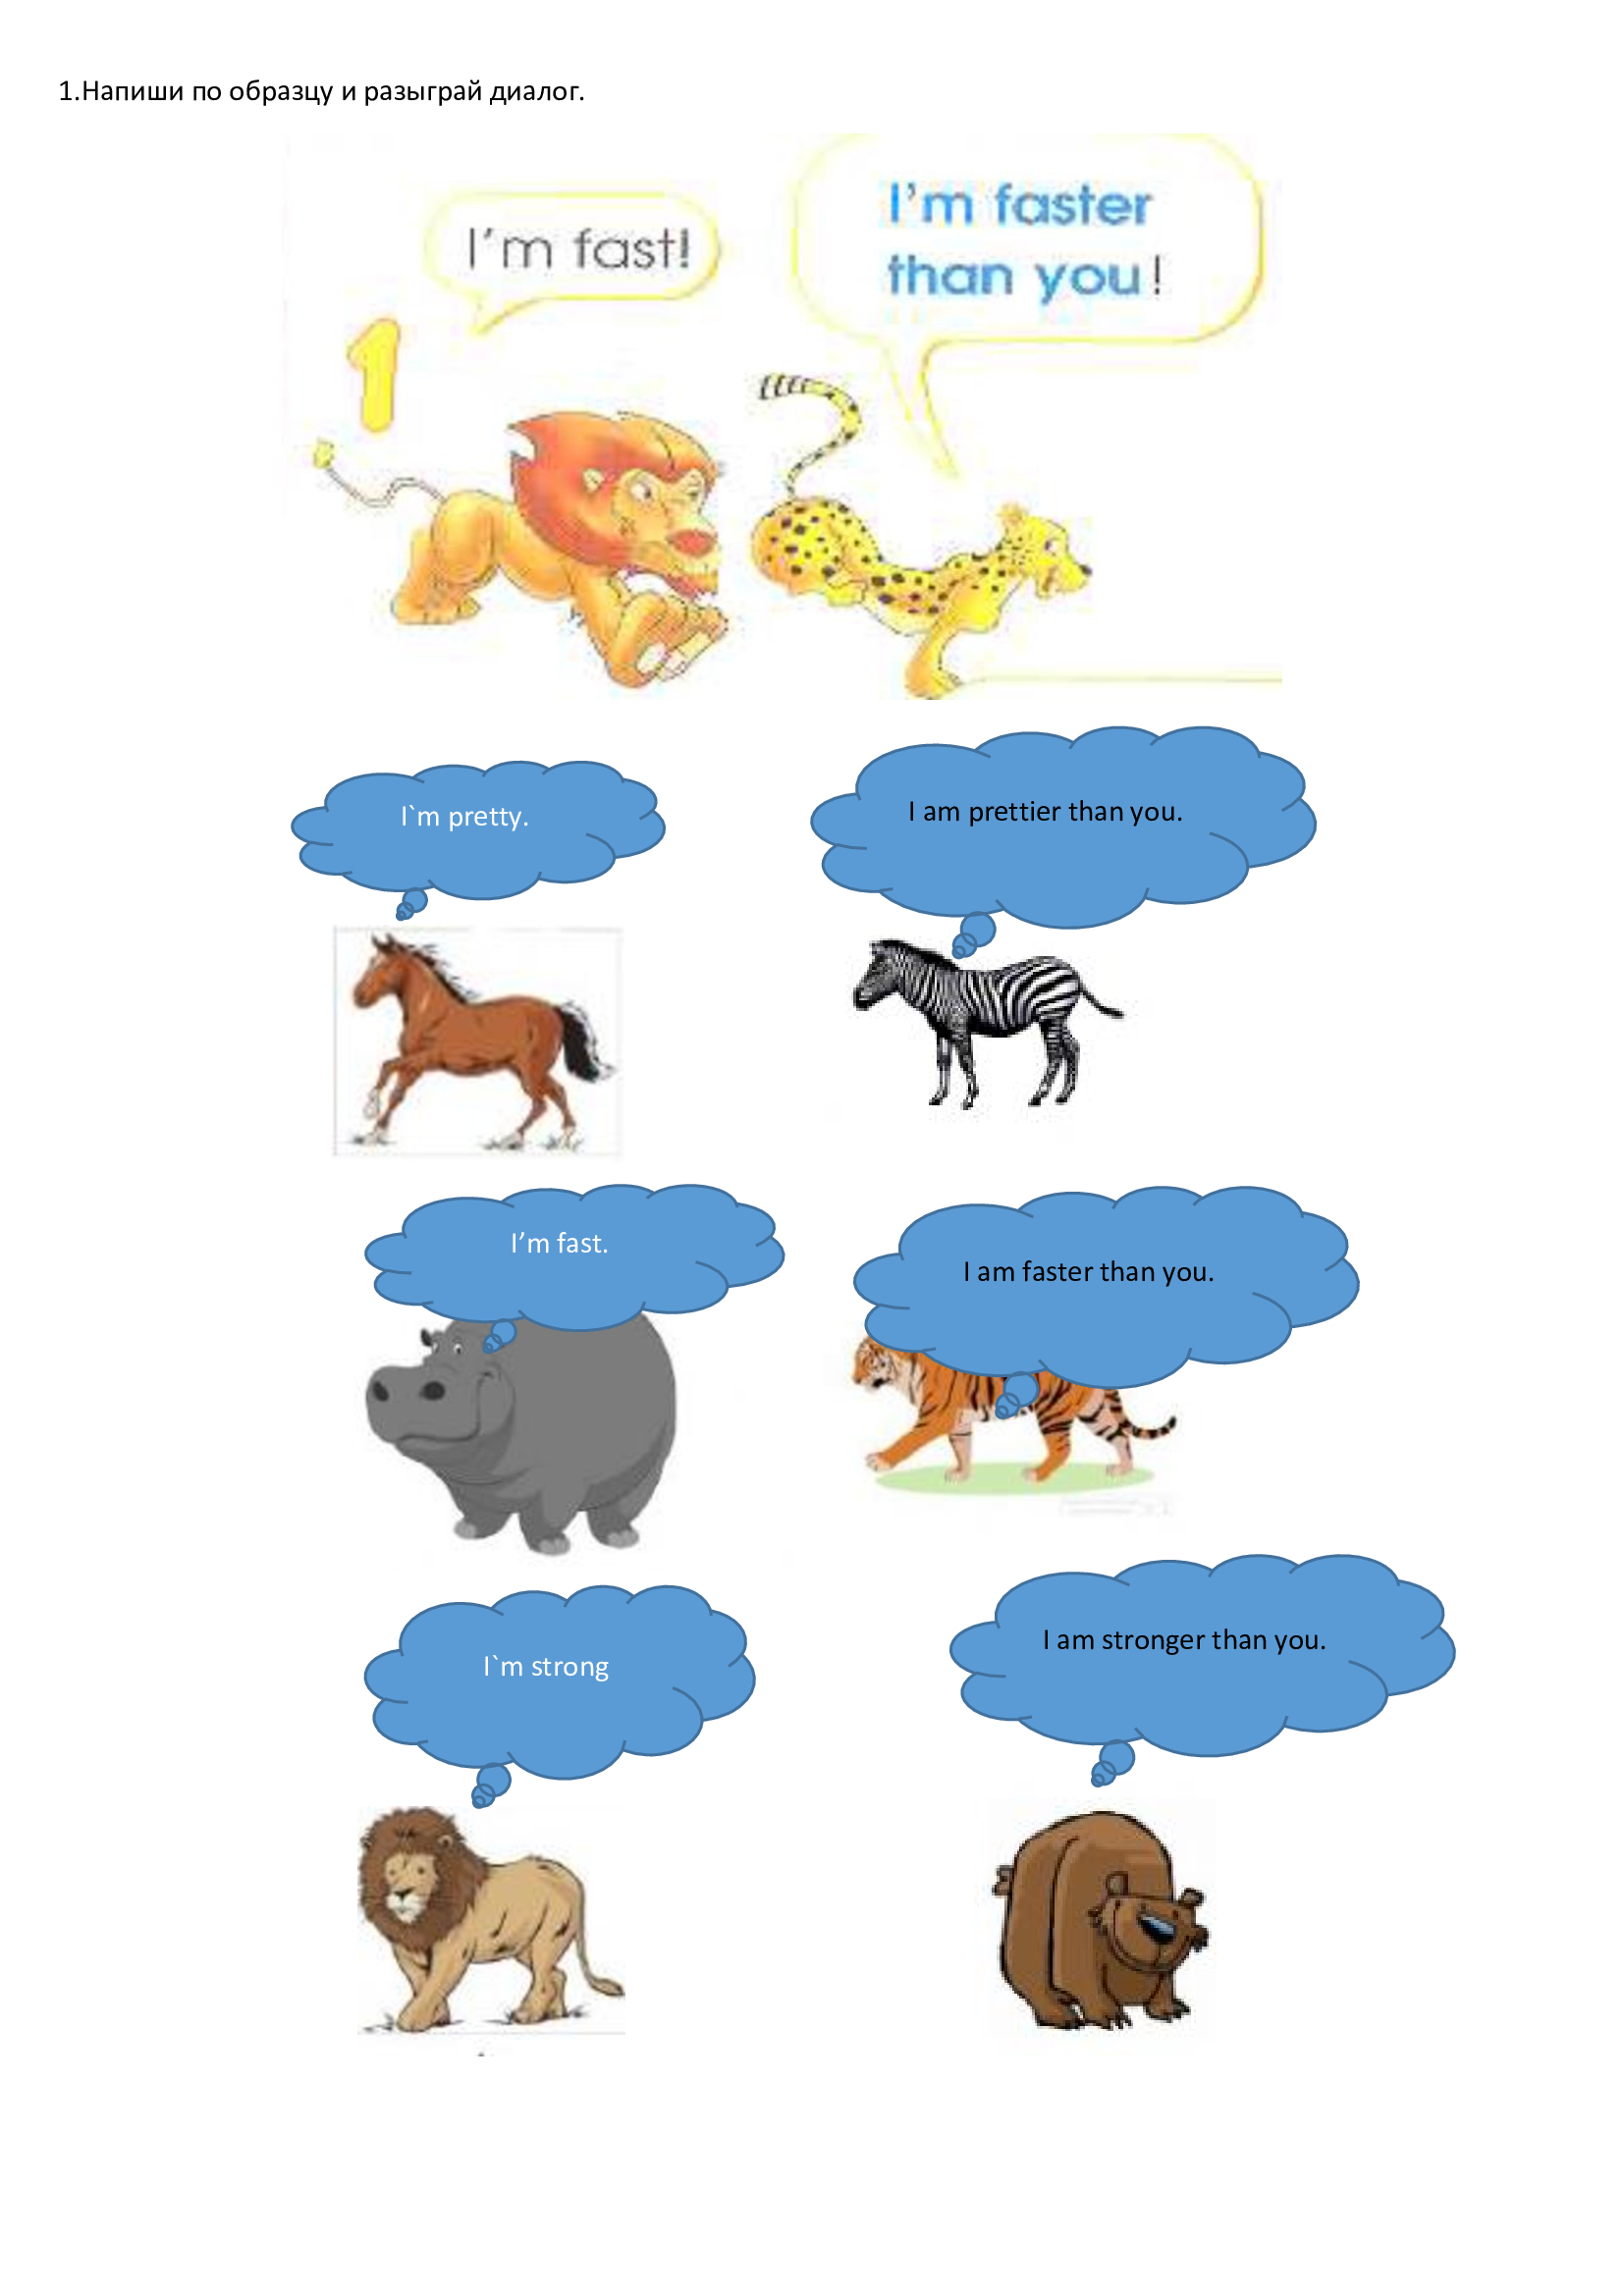 1.Напиши по образцу и разыграй диалог.
I'm fast!
I'm faster
than you!
1
I`m pretty.
I am prettier than you.
I’m fast.
I am faster than you.
I`m strong
I am stronger than you.